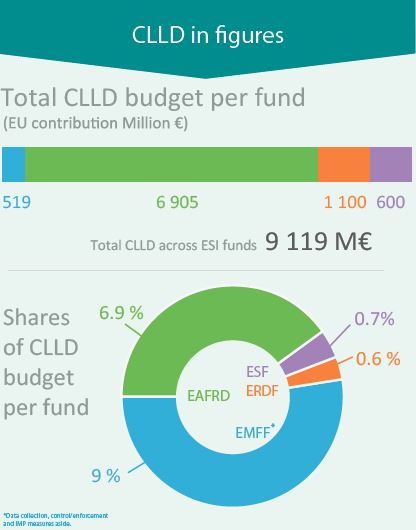 CLLD in figures
Total CLLD budget per fund
(EU contribution Million €)
519 6 905 1 100 600
Total CLLD across ESI funds 9 119 M€
Shares
of CLLD
budget
per fund
6.9 %
0.7%
0.6 %
ESF
ERDF
EAFRD
EMFF*
9 %
*Data collection, control/enforcement
and IMP measures aside.